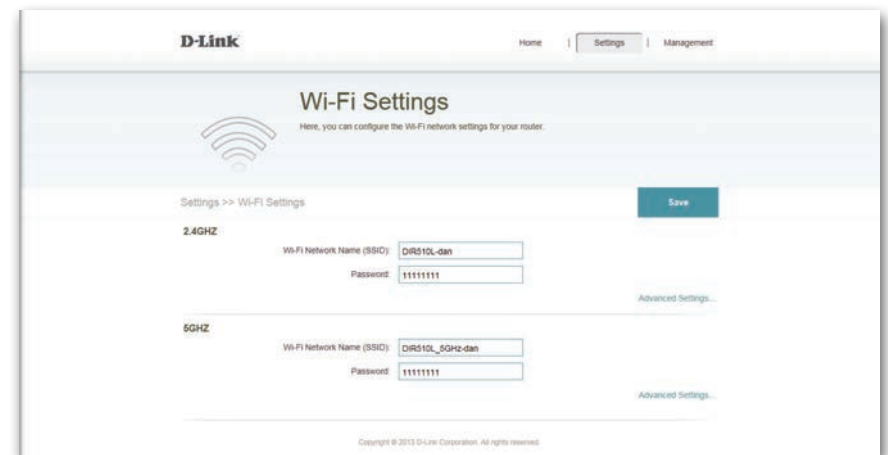 D-Link
Home | Settings | Management
Wi-Fi Settings
Here, you can configure the Wi-Fi network settings for your router.
Settings >> Wi-Fi Settings
Save
2.4GHZ
Wi-Fi Network Name (SSID): DIR510L-dan
Password: 11111111
Advanced Settings...
5GHZ
Wi-Fi Network Name (SSID): DIR510L_5GHz-dan
Password: 11111111
Advanced Settings...
Copyright © 2013 D-Link Corporation. All rights reserved.